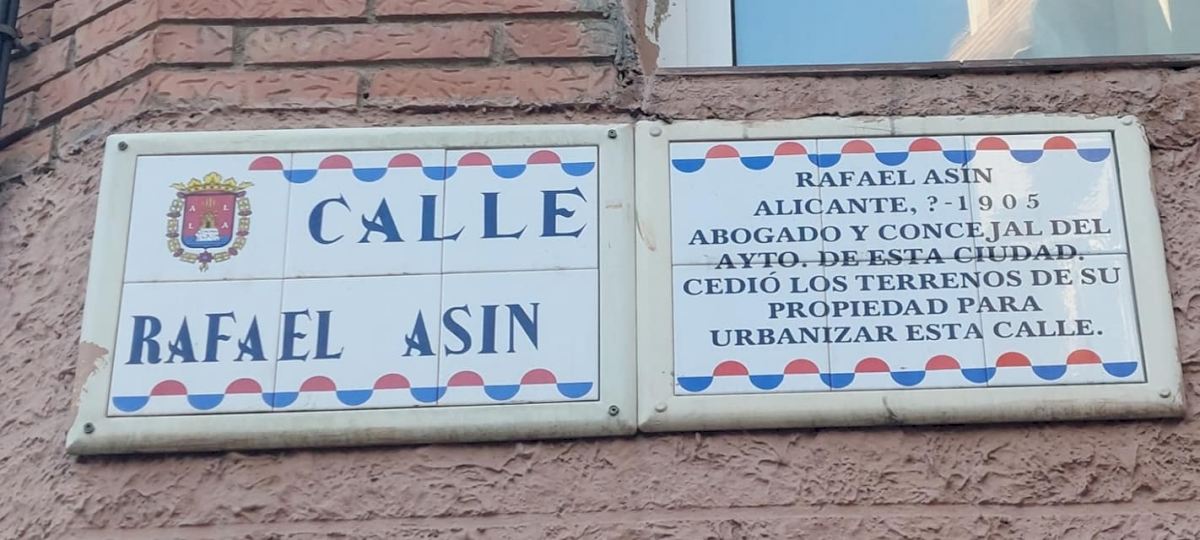 CALLE
RAFAEL ASIN
A L
L A
RAFAEL ASÍN
ALICANTE, ?-1905
ABOGADO Y CONCEJAL DEL
AYTO. DE ESTA CIUDAD.
CEDIÓ LOS TERRENOS DE SU
PROPIEDAD PARA
URBANIZAR ESTA CALLE.